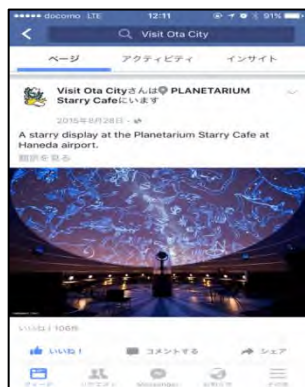 docomo LTE 12:11 91%
Visit Ota City
ページ アクティビティ インサイト
Visit Ota Cityさんは PLANETARIUM
Starry Cafeにいます
2015年8月28日
A starry display at the Planetarium Starry Cafe at
Haneda airport.
翻訳を見る
いいね！106件
いいね！ コメントする シェア